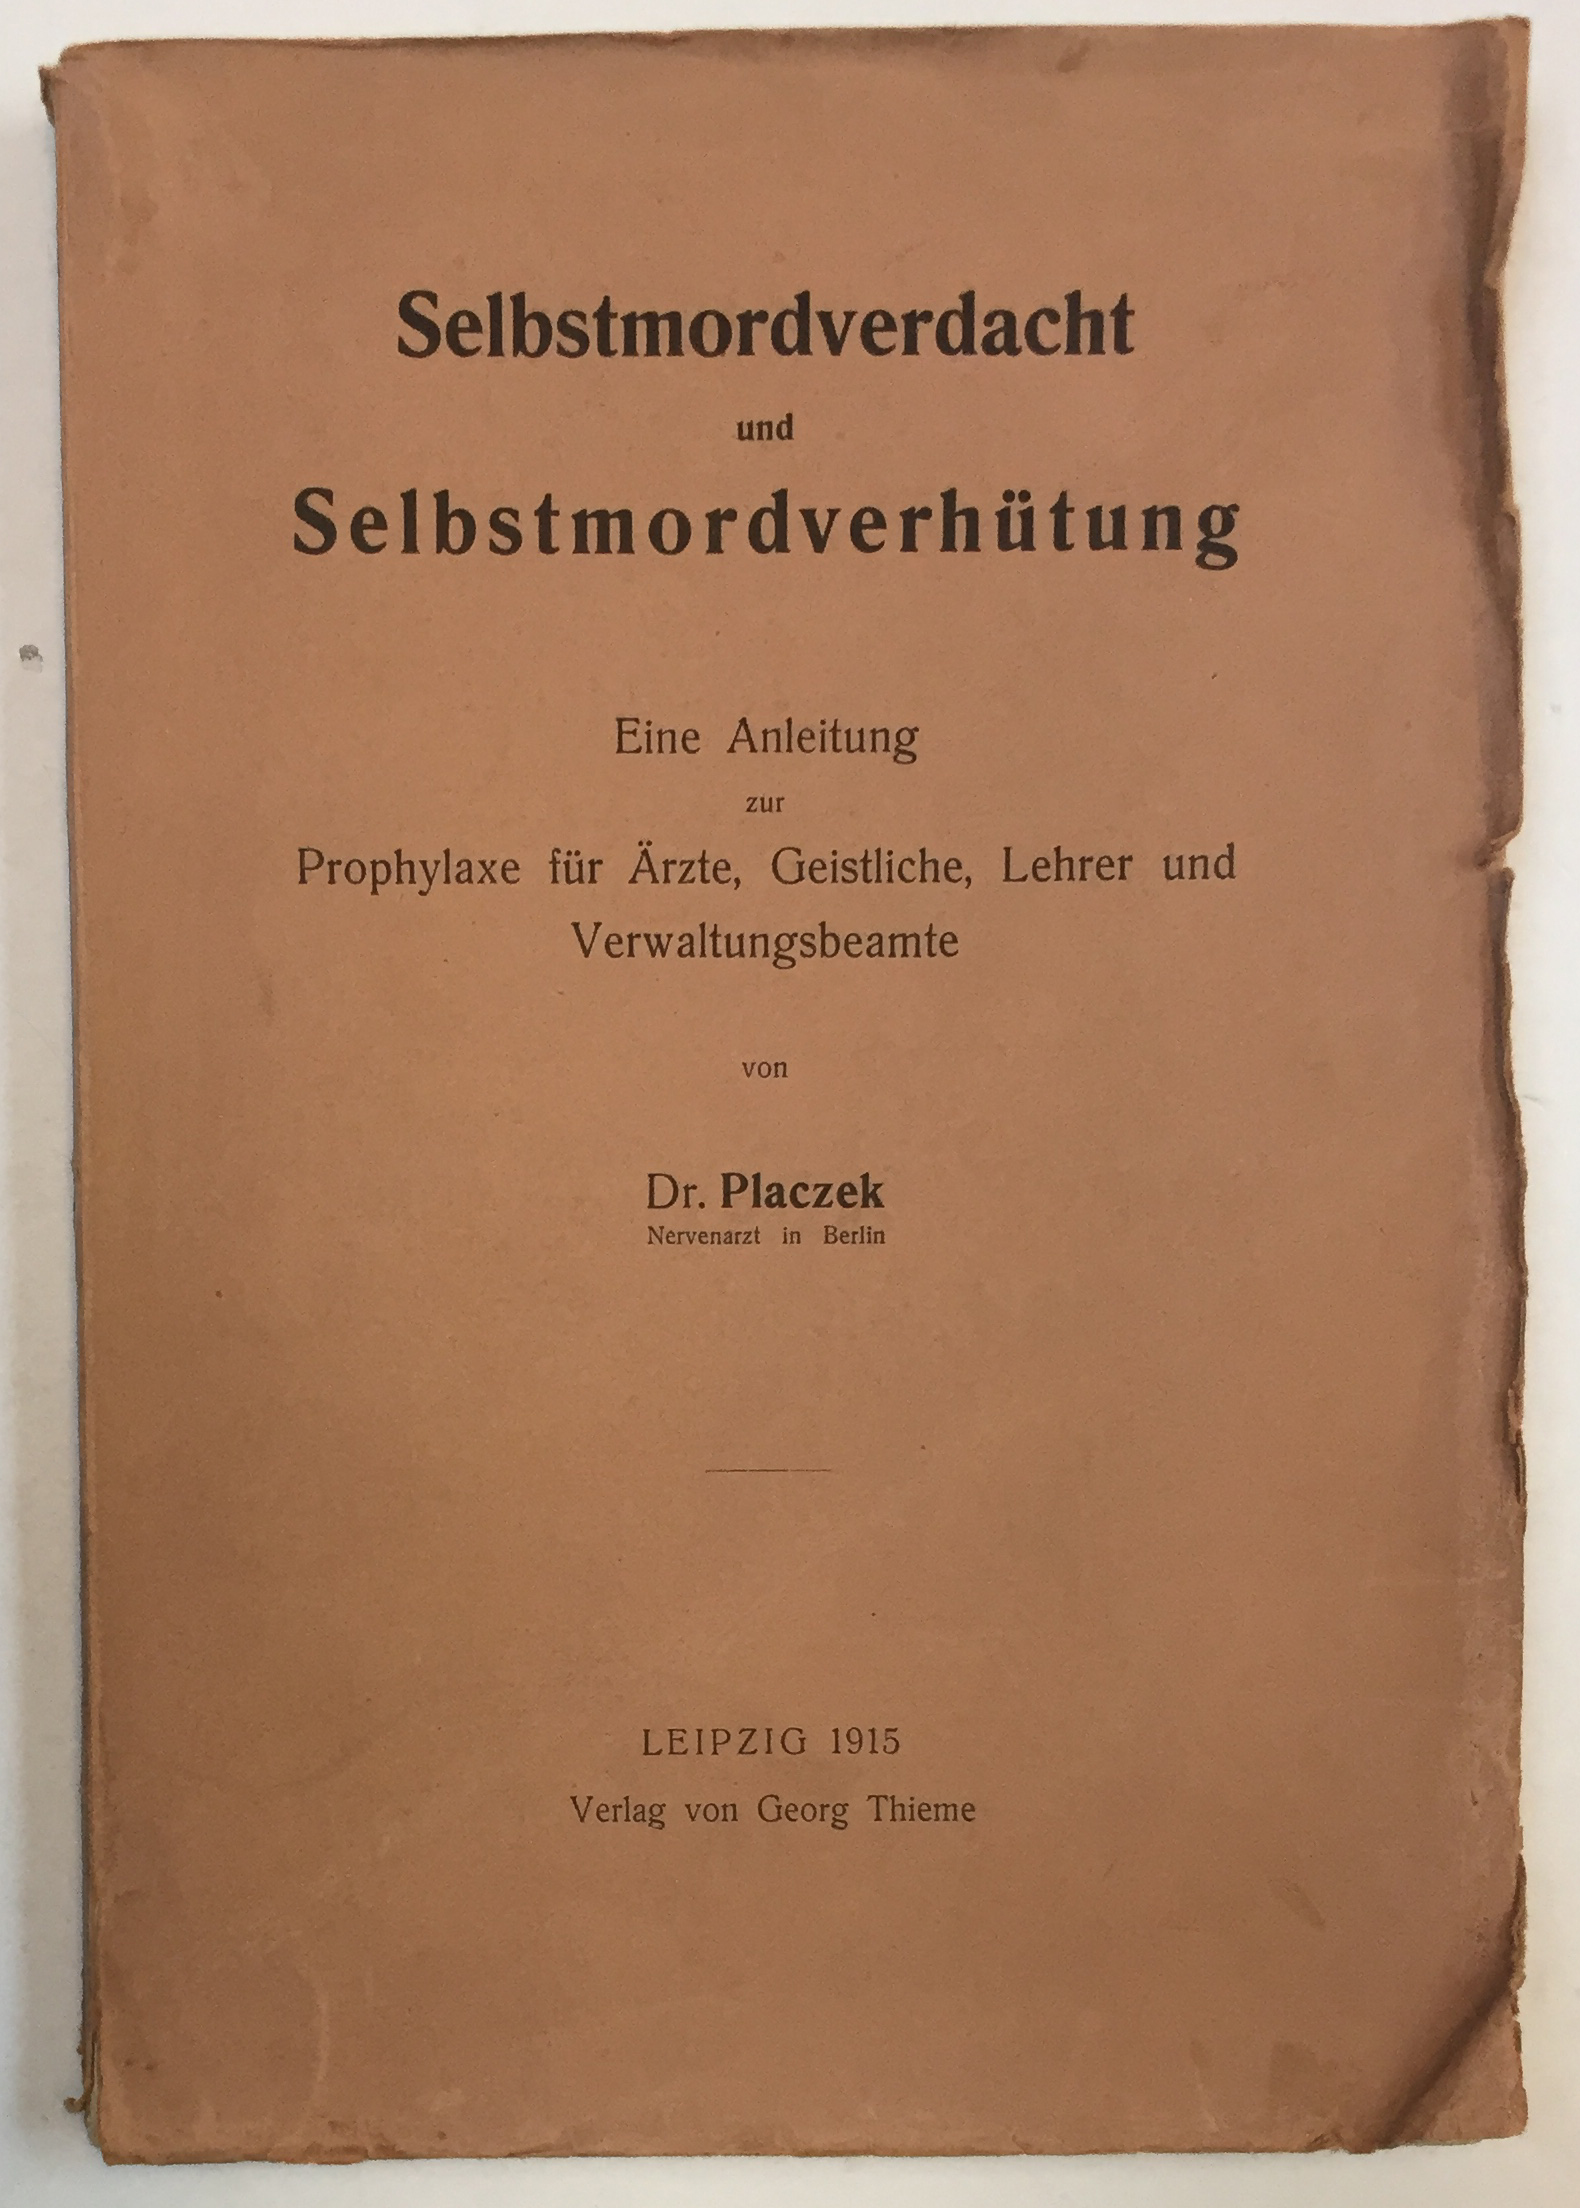 Selbstmordverdacht
und
Selbstmordverhütung
Eine Anleitung
zur
Prophylaxe für Ärzte, Geistliche, Lehrer und
Verwaltungsbeamte
von
Dr. Placzek
Nervenarzt in Berlin
LEIPZIG 1915
Verlag von Georg Thieme